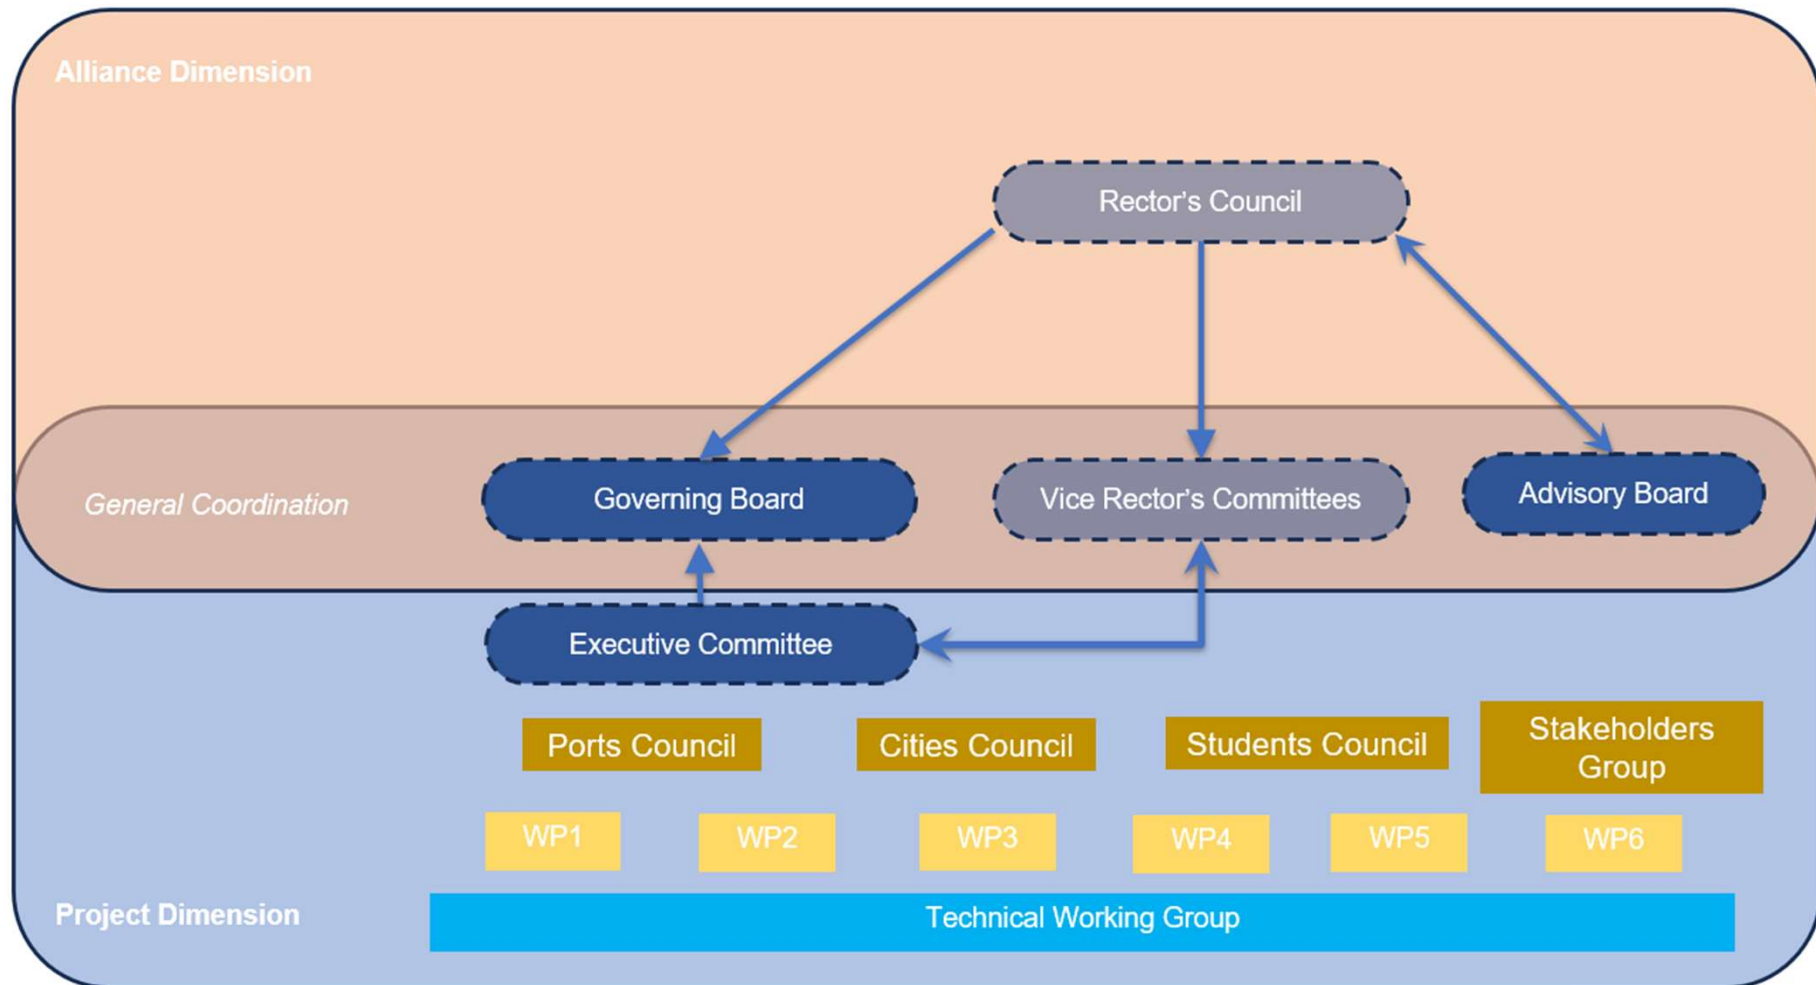 Alliance Dimension
Rector’s Council
General Coordination
Governing Board
Vice Rector’s Committees
Advisory Board
Executive Committee
Ports Council
Cities Council
Students Council
Stakeholders
Group
WP1
WP2
WP3
WP4
WP5
WP6
Project Dimension
Technical Working Group